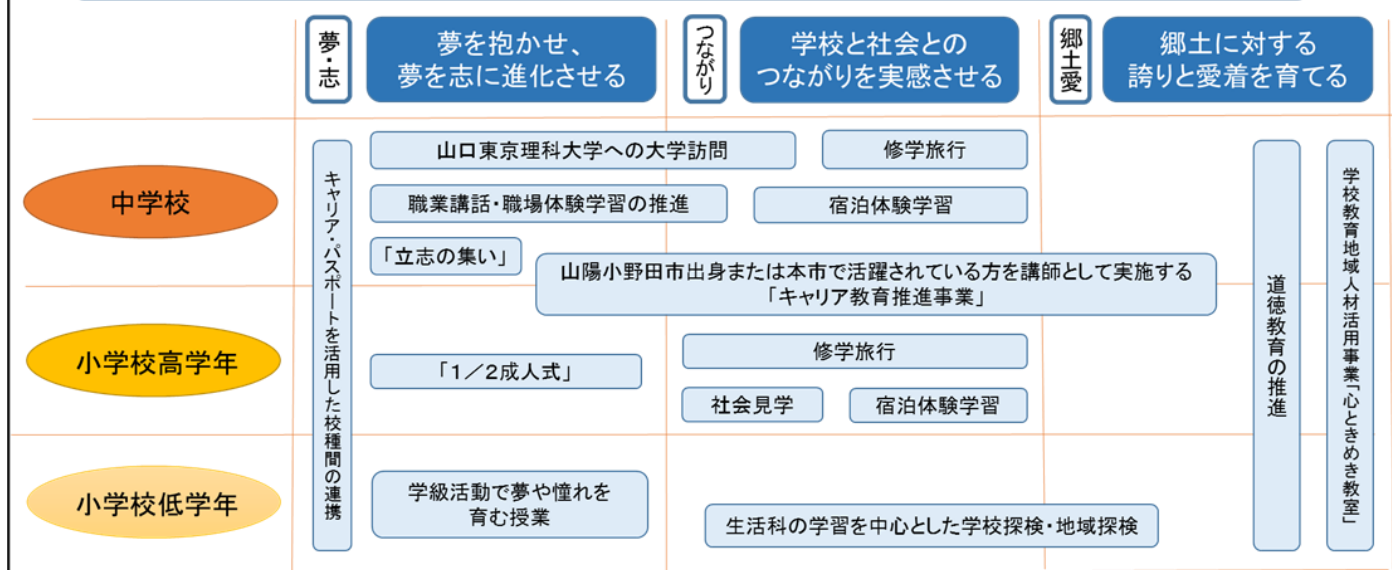 夢・志
夢を抱かせ、
夢を志に進化させる
つながり
学校と社会との
つながりを実感させる
郷土愛
郷土に対する
誇りと愛着を育てる
中学校
キャリア・パスポートを活用した校種間の連携
山口東京理科大学への大学訪問
修学旅行
職業講話・職場体験学習の推進
宿泊体験学習
「立志の集い」
山陽小野田市出身または本市で活躍されている方を講師として実施する
「キャリア教育推進事業」
道徳教育の推進
学校教育地域人材活用事業「心ときめき教室」
小学校高学年
「1/2成人式」
修学旅行
社会見学
宿泊体験学習
小学校低学年
学級活動で夢や憧れを
育む授業
生活科の学習を中心とした学校探検・地域探検